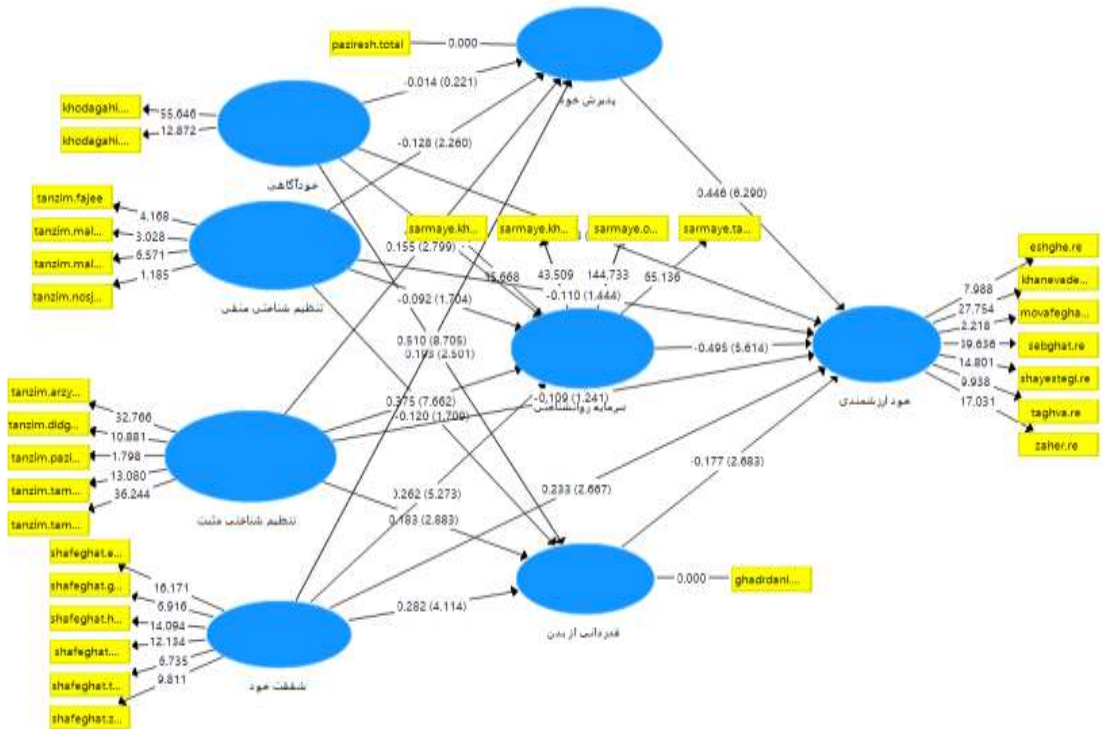 paziresh.total
0.000
-0.014 (0.221)
پذیرش خود
khodagahi....
khodagahi....
55.646
12.872
-0.128 (2.260)
خودآگاهی
0.446 (6.290)
tanzim.fajee
tanzim.mal...
tanzim.mal...
tanzim.nosj...
4.168
3.028
6.571
1.185
تنظیم شناختی منفی
sarmaye.kh...
sarmaye.kh...
sarmaye.o...
sarmaye.ta...
0.155 (2.799)
43.509
144.733
65.136
-0.092 (1.704)
-0.110 (1.444)
0.510 (8.705)
0.193 (2.501)
-0.495 (5.614)
eshghe.re
khanevade...
movafegha...
sebghat.re
shayestegi.re
taghva.re
zaher.re
7.988
27.754
2.218
39.636
14.801
9.938
17.031
خود ارزشمندی
سرمایه روانشناختی
0.375 (7.662)
-0.109 (1.241)
-0.120 (1.709)
-0.177 (2.683)
tanzim.arzy...
tanzim.didg...
tanzim.pazi...
tanzim.tam...
tanzim.tam...
32.766
10.881
1.798
13.080
36.244
تنظیم شناختی مثبت
0.262 (5.273)
0.233 (2.667)
0.183 (2.883)
shafeghat.e...
shafeghat.g...
shafeghat.h...
shafeghat....
shafeghat.t...
shafeghat.z...
16.171
6.916
14.094
12.134
6.735
9.811
شفقت خود
0.282 (4.114)
0.000
ghadrdani....
قدردانی از بدن